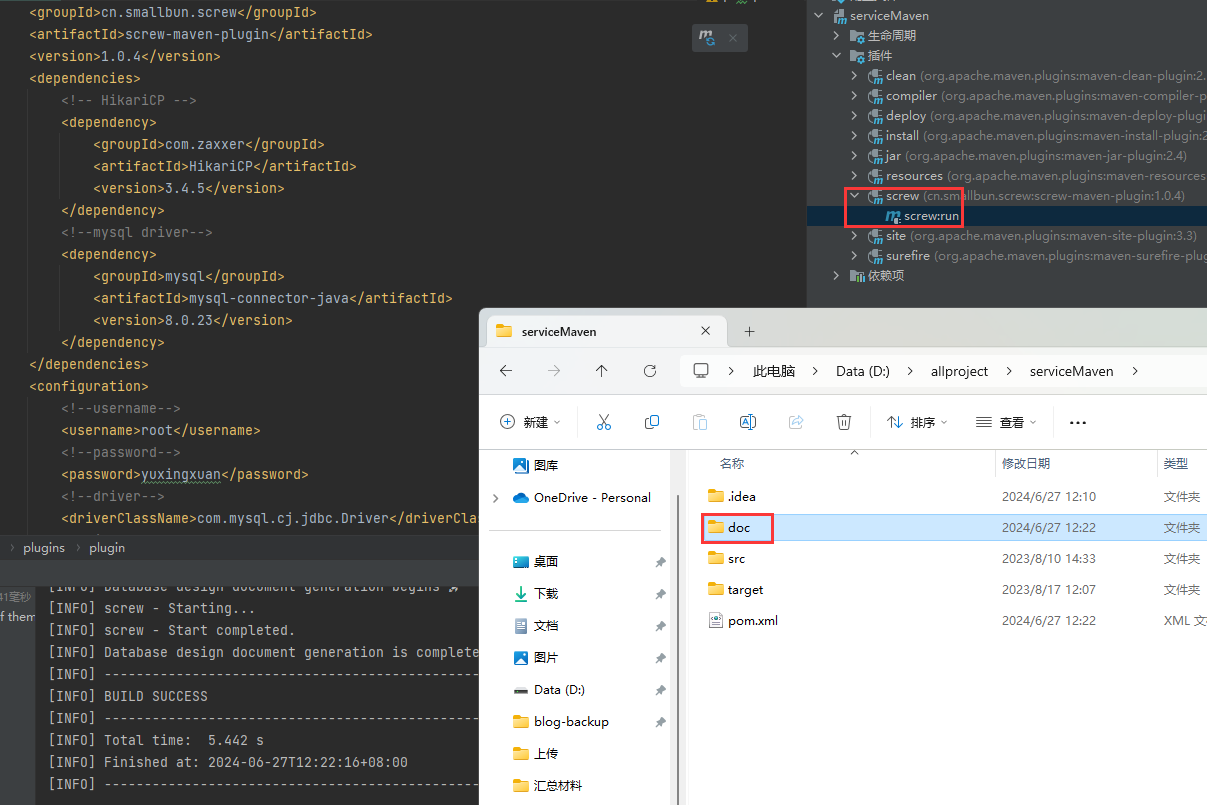 <groupId>cn.smallbun.screw</groupId>
<artifactId>screw-maven-plugin</artifactId>
<version>1.0.4</version>
<dependencies>
<!-- HikariCP -->
<dependency>
<groupId>com.zaxxer</groupId>
<artifactId>HikariCP</artifactId>
<version>3.4.5</version>
</dependency>
<!--mysql driver-->
<dependency>
<groupId>mysql</groupId>
<artifactId>mysql-connector-java</artifactId>
<version>8.0.23</version>
</dependency>
</dependencies>
<configuration>
<!--username-->
<username>root</username>
<!--password-->
<password>yuxingxuan</password>
<!--driver-->
<driverClassName>com.mysql.cj.jdbc.Driver</driverClas
plugins
plugin
41毫秒
f them
[INFO] Database design document generation begins 🚀
[INFO] screw - Starting...
[INFO] screw - Start completed.
[INFO] Database design document generation is complete
[INFO] -----------------------------------------------
[INFO] BUILD SUCCESS
[INFO] -----------------------------------------------
[INFO] Total time:  5.442 s
[INFO] Finished at: 2024-06-27T12:22:16+08:00
[INFO] -----------------------------------------------
serviceMaven
生命周期
插件
clean (org.apache.maven.plugins:maven-clean-plugin:2.
compiler (org.apache.maven.plugins:maven-compiler-p
deploy (org.apache.maven.plugins:maven-deploy-plugi
install (org.apache.maven.plugins:maven-install-plugin:2
jar (org.apache.maven.plugins:maven-jar-plugin:2.4)
resources (org.apache.maven.plugins:maven-resources
screw (cn.smallbun.screw:screw-maven-plugin:1.0.4)
screw:run
site (org.apache.maven.plugins:maven-site-plugin:3.3)
surefire (org.apache.maven.plugins:maven-surefire-plug
依赖项
serviceMaven
此电脑 > Data (D:) > allproject > serviceMaven >
新建
排序
查看
图库
OneDrive - Personal
桌面
下载
文档
图片
Data (D:)
blog-backup
上传
汇总材料
名称 修改日期 类型
.idea 2024/6/27 12:10 文件夹
doc 2024/6/27 12:22 文件夹
src 2023/8/10 14:33 文件夹
target 2023/8/17 12:07 文件夹
pom.xml 2024/6/27 12:22 XML 文